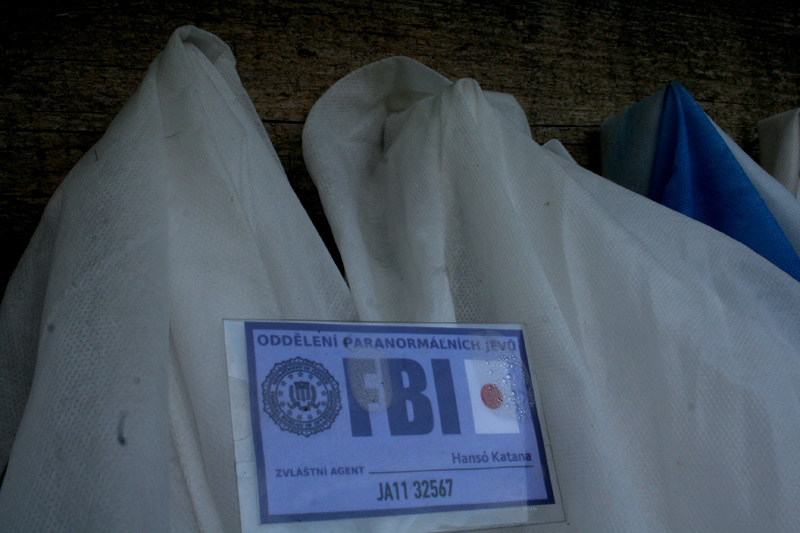 ODDĚLENÍ PARANORMÁLNÍCH JEVŮ
FBI
Hansó Katana
ZVLÁŠTNÍ AGENT
JA11 32567